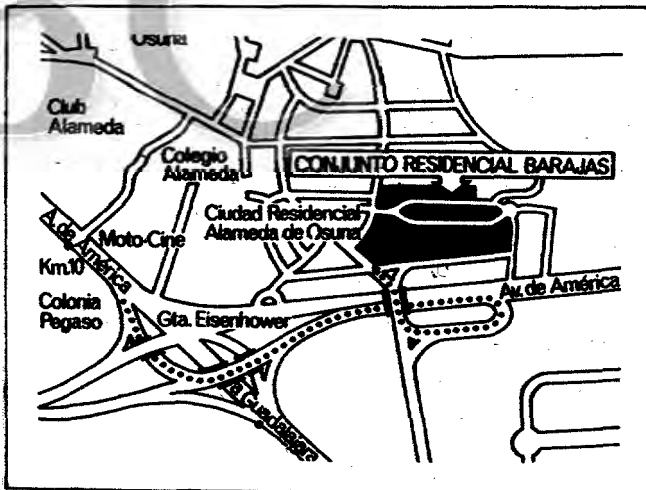 Osuna
Club
Alameda
Colegio
Alameda
CONJUNTO RESIDENCIAL BARAJAS
Ciudad Residencial
Alameda de Osuna
A. de América
Moto-Cine
Km.10
Colonia
Pegaso
Gta. Eisenhower
Av. de América
a Guadalajara